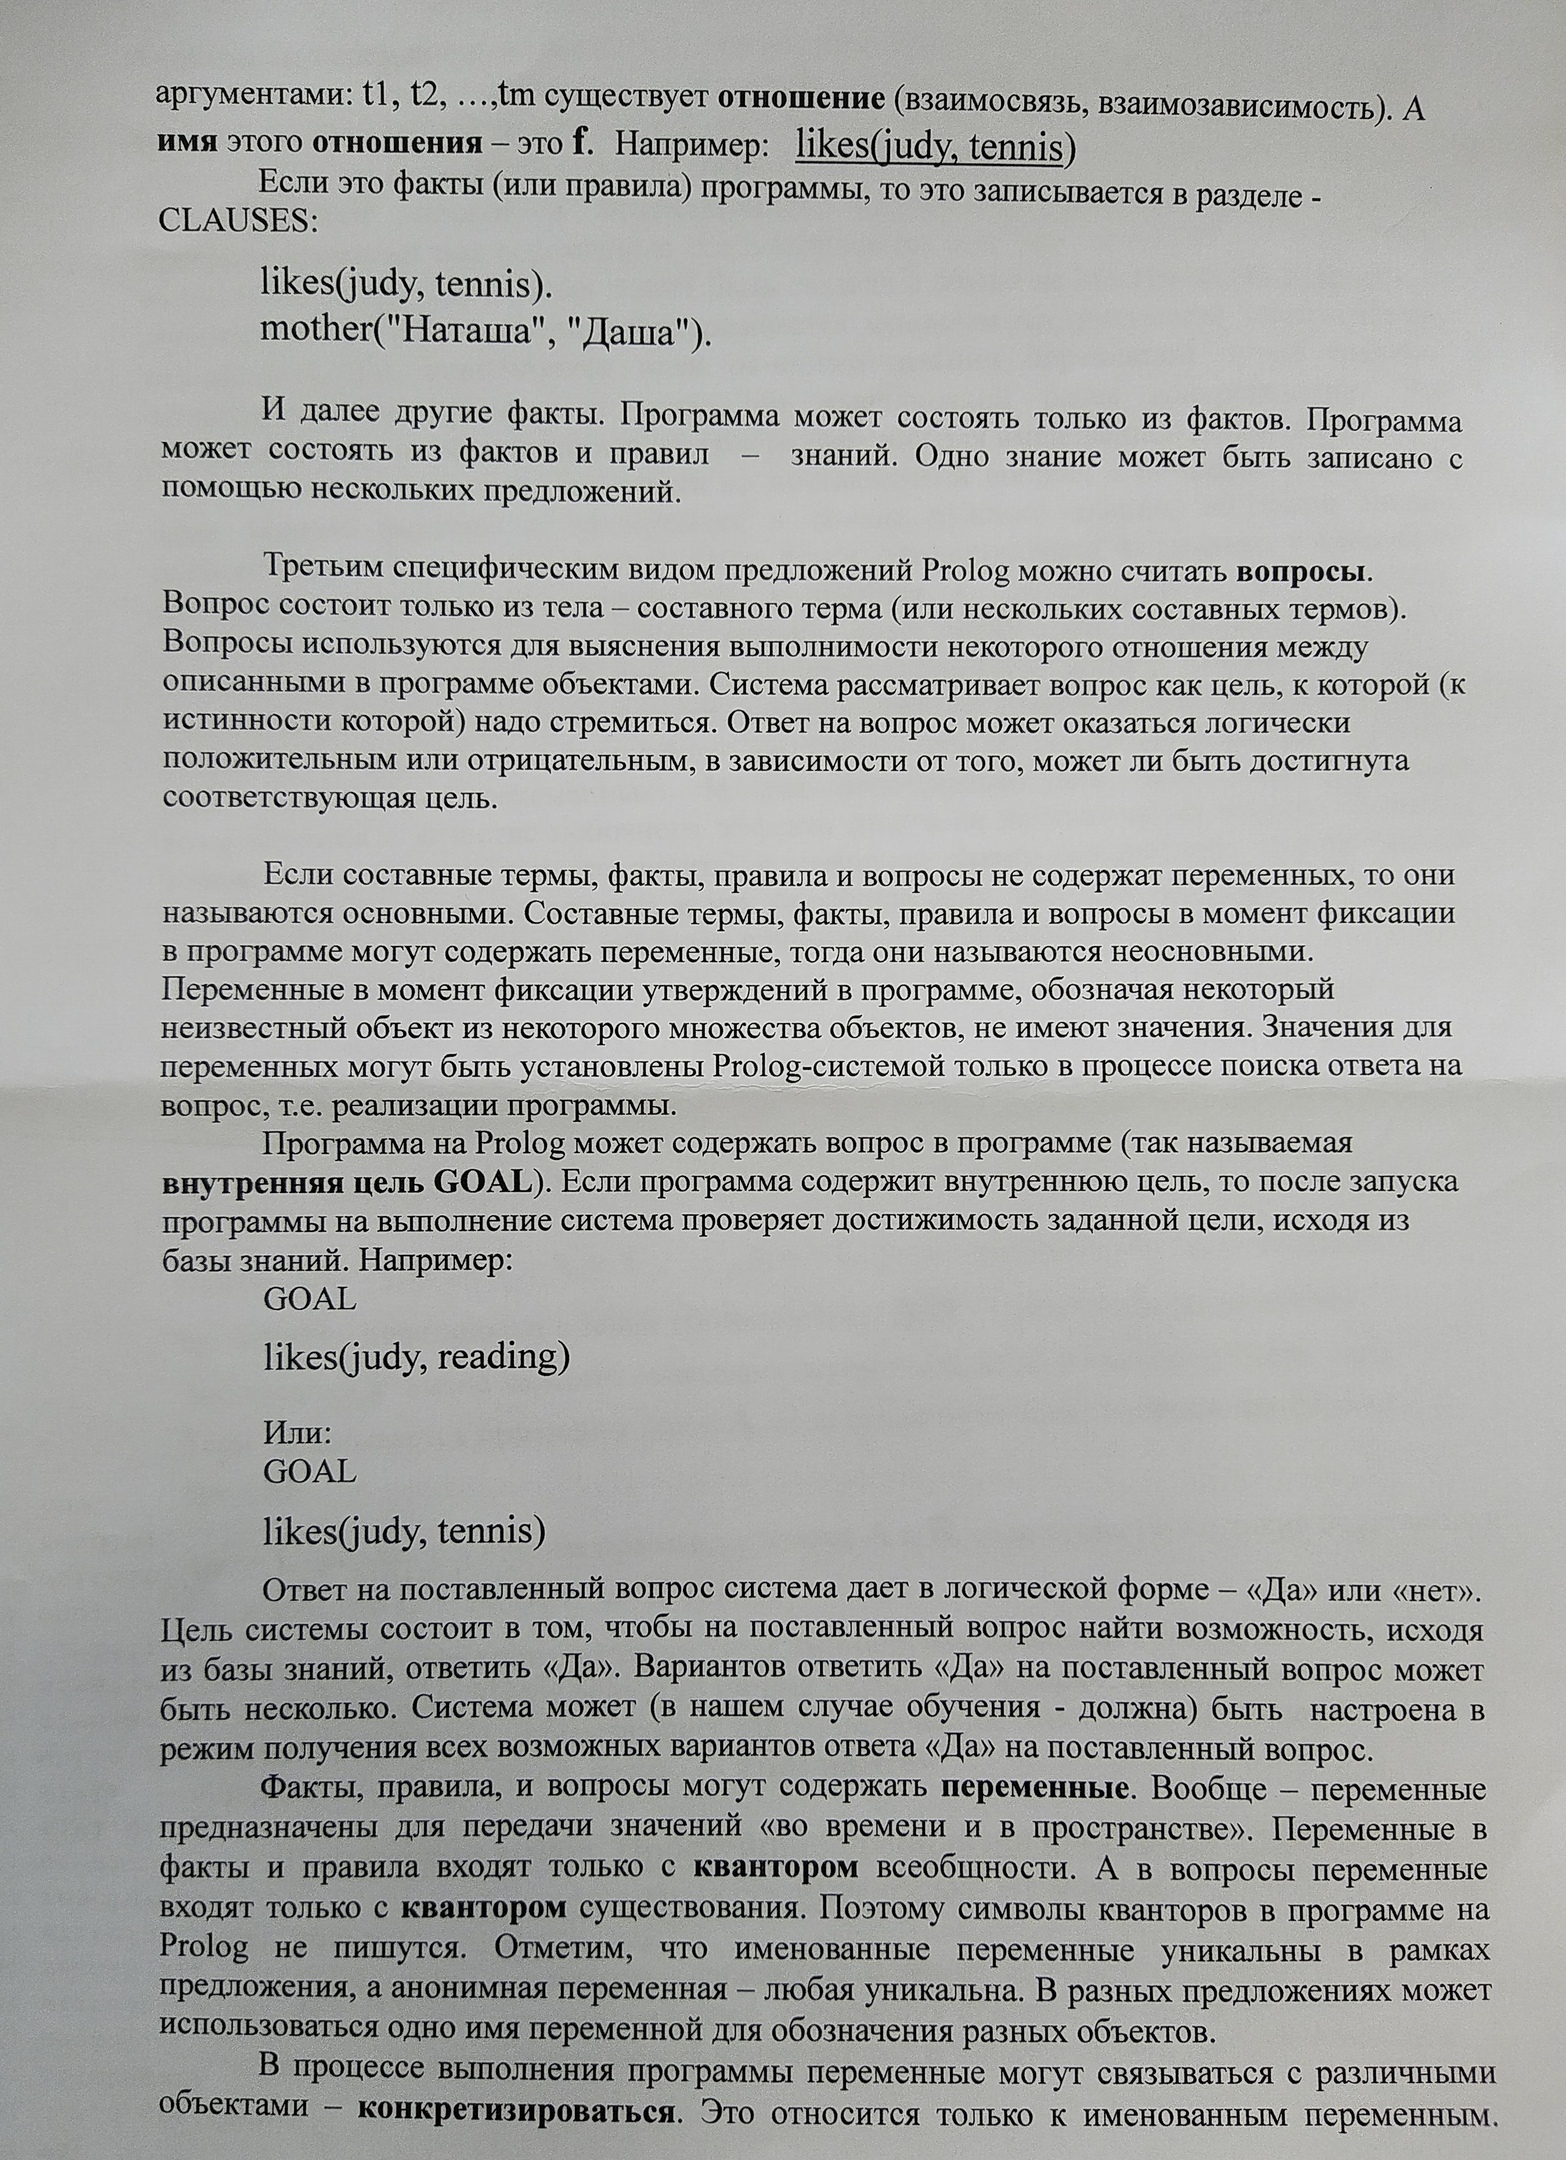 аргументами: t1, t2, …,tm существует отношение (взаимосвязь, взаимозависимость). А
имя этого отношения – это f. Например: likes(judy, tennis)
Если это факты (или правила) программы, то это записывается в разделе -
CLAUSES:
likes(judy, tennis).
mother("Наташа", "Даша").
И далее другие факты. Программа может состоять только из фактов. Программа
может состоять из фактов и правил – знаний. Одно знание может быть записано с
помощью нескольких предложений.
Третьим специфическим видом предложений Prolog можно считать вопросы.
Вопрос состоит только из тела – составного терма (или нескольких составных термов).
Вопросы используются для выяснения выполнимости некоторого отношения между
описанными в программе объектами. Система рассматривает вопрос как цель, к которой (к
истинности которой) надо стремиться. Ответ на вопрос может оказаться логически
положительным или отрицательным, в зависимости от того, может ли быть достигнута
соответствующая цель.
Если составные термы, факты, правила и вопросы не содержат переменных, то они
называются основными. Составные термы, факты, правила и вопросы в момент фиксации
в программе могут содержать переменные, тогда они называются неосновными.
Переменные в момент фиксации утверждений в программе, обозначая некоторый
неизвестный объект из некоторого множества объектов, не имеют значения. Значения для
переменных могут быть установлены Prolog-системой только в процессе поиска ответа на
вопрос, т.е. реализации программы.
Программа на Prolog может содержать вопрос в программе (так называемая
внутренняя цель GOAL). Если программа содержит внутреннюю цель, то после запуска
программы на выполнение система проверяет достижимость заданной цели, исходя из
базы знаний. Например:
GOAL
likes(judy, reading)
Или:
GOAL
likes(judy, tennis)
Ответ на поставленный вопрос система дает в логической форме – «Да» или «нет».
Цель системы состоит в том, чтобы на поставленный вопрос найти возможность, исходя
из базы знаний, ответить «Да». Вариантов ответить «Да» на поставленный вопрос может
быть несколько. Система может (в нашем случае обучения - должна) быть настроена в
режим получения всех возможных вариантов ответа «Да» на поставленный вопрос.
Факты, правила, и вопросы могут содержать переменные. Вообще – переменные
предназначены для передачи значений «во времени и в пространстве». Переменные в
факты и правила входят только с квантором всеобщности. А в вопросы переменные
входят только с квантором существования. Поэтому символы кванторов в программе на
Prolog не пишутся. Отметим, что именованные переменные уникальны в рамках
предложения, а анонимная переменная – любая уникальна. В разных предложениях может
использоваться одно имя переменной для обозначения разных объектов.
В процессе выполнения программы переменные могут связываться с различными
объектами – конкретизироваться. Это относится только к именованным переменным.